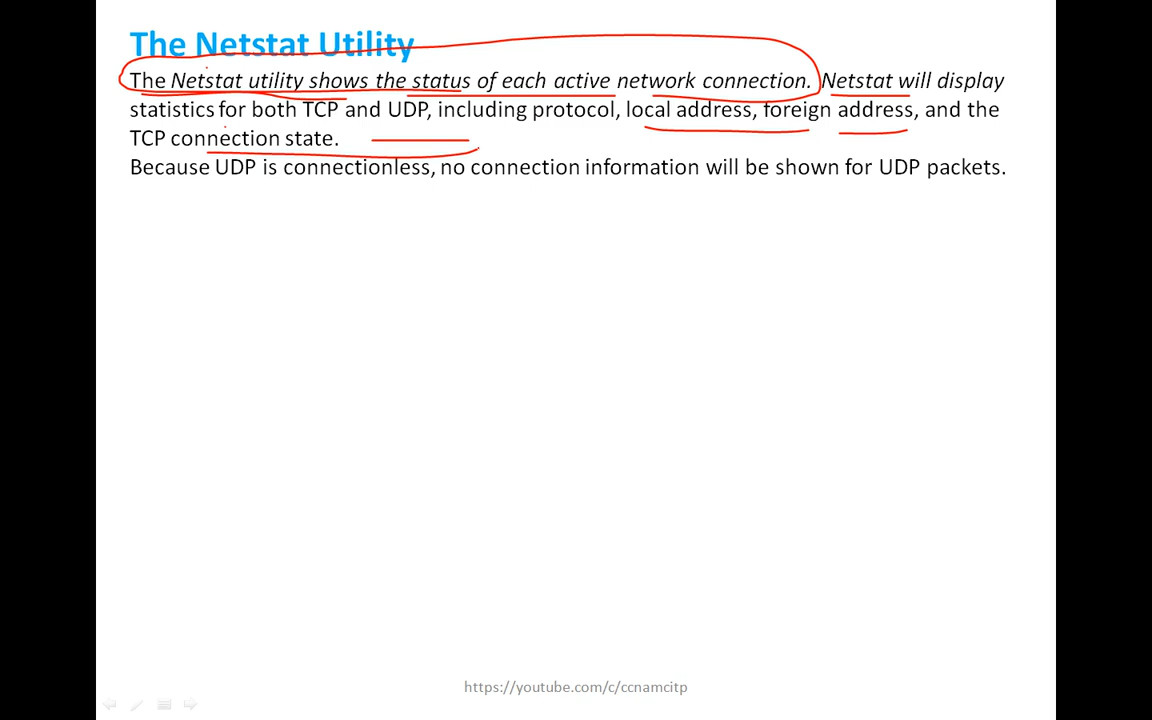 The Netstat Utility
The Netstat utility shows the status of each active network connection. Netstat will display
statistics for both TCP and UDP, including protocol, local address, foreign address, and the
TCP connection state.
Because UDP is connectionless, no connection information will be shown for UDP packets.
https://youtube.com/c/ccnamcitp